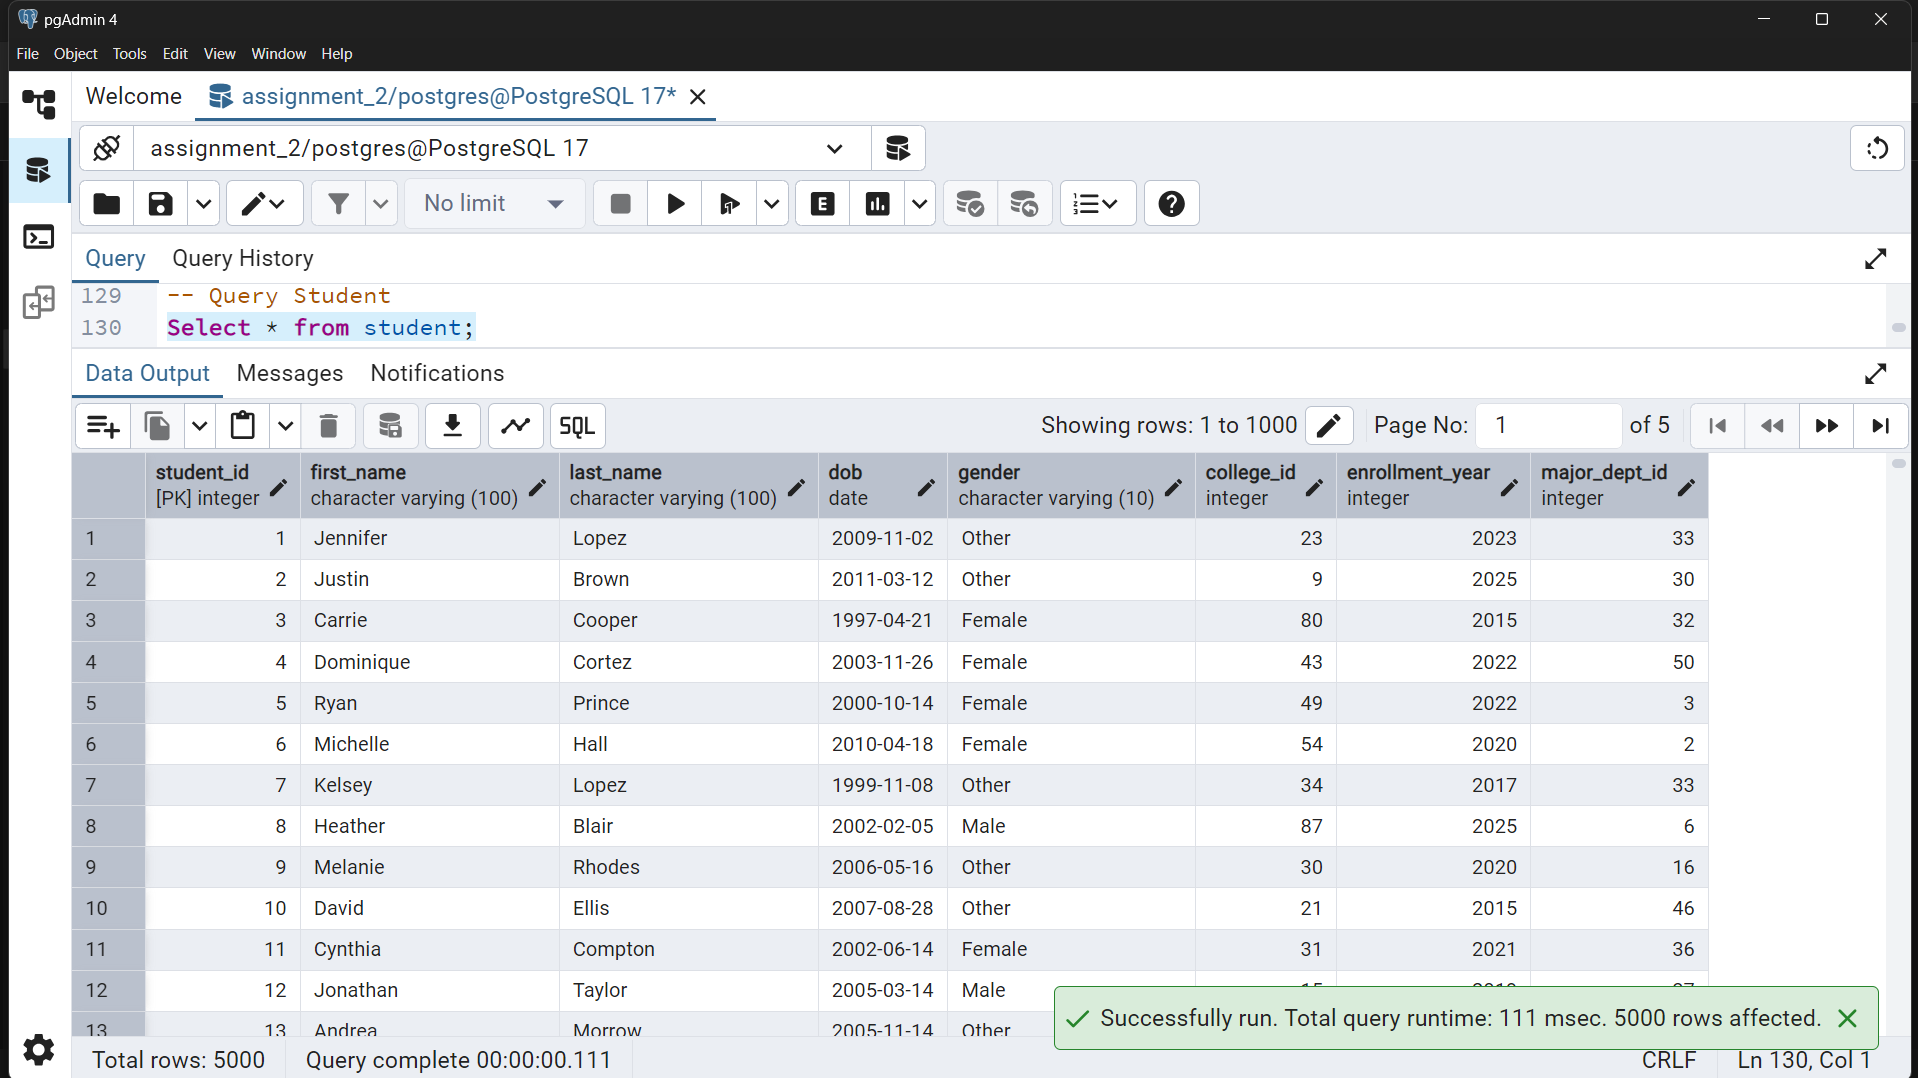 pgAdmin 4
File Object Tools Edit View Window Help
Welcome assignment_2/postgres@PostgreSQL 17*
assignment_2/postgres@PostgreSQL 17
No limit E
Query Query History
129 -- Query Student
130 Select * from student;
Data Output Messages Notifications
SQL Showing rows: 1 to 1000 Page No: 1 of 5
student_id first_name last_name dob gender college_id enrollment_year major_dept_id
[PK] integer character varying (100) character varying (100) date character varying (10) integer integer integer
1 1 Jennifer Lopez 2009-11-02 Other 23 2023 33
2 2 Justin Brown 2011-03-12 Other 9 2025 30
3 3 Carrie Cooper 1997-04-21 Female 80 2015 32
4 4 Dominique Cortez 2003-11-26 Female 43 2022 50
5 5 Ryan Prince 2000-10-14 Female 49 2022 3
6 6 Michelle Hall 2010-04-18 Female 54 2020 2
7 7 Kelsey Lopez 1999-11-08 Other 34 2017 33
8 8 Heather Blair 2002-02-05 Male 87 2025 6
9 9 Melanie Rhodes 2006-05-16 Other 30 2020 16
10 10 David Ellis 2007-08-28 Other 21 2015 46
11 11 Cynthia Compton 2002-06-14 Female 31 2021 36
12 12 Jonathan Taylor 2005-03-14 Male
13 13 Andrea Morrow 2005-11-14 Other
Successfully run. Total query runtime: 111 msec. 5000 rows affected.
Total rows: 5000 Query complete 00:00:00.111 CRLF Ln 130, Col 1